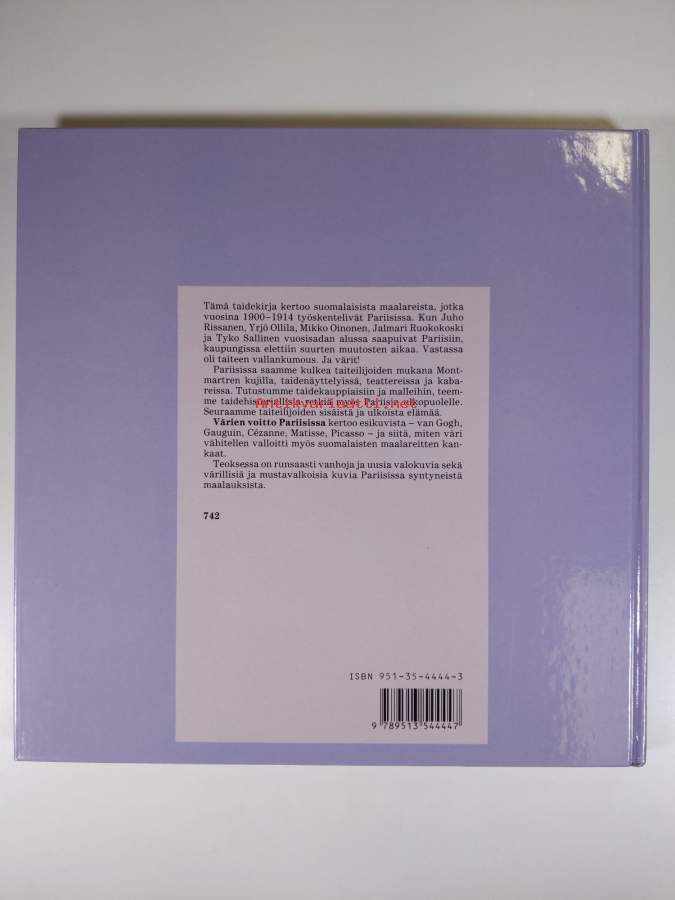 Tämä taidekirja kertoo suomalaisista maalareista, jotka
vuosina 1900–1914 työskentelivät Pariisissa. Kun Juho
Rissanen, Yrjö Ollila, Mikko Oinonen, Jalmari Ruokokoski
ja Tyko Sallinen vuosisadan alussa saapuivat Pariisiin,
kaupungissa elettiin suurten muutosten aikaa. Vastassa
oli taiteen vallankumous. Ja värit!
Pariisissa saamme kulkea taiteilijoiden mukana Mont-
martren kujilla, taidenäyttelyissä, teattereissa ja kaba-
reissa. Tutustumme taidekauppiaisiin ja malleihin, teem-
me taidehistoriallisia retkiä myös Pariisin ulkopuolelle.
Antikvariaatti.net
Seuraamme taiteilijoiden sisäistä ja ulkoista elämää.
Värien voitto Pariisissa kertoo esikuvista – van Gogh,
Gauguin, Cézanne, Matisse, Picasso – ja siitä, miten väri
vähitellen valloitti myös suomalaisten maalareitten kan-
kaat.
Teoksessa on runsaasti vanhoja ja uusia valokuvia sekä
värillisiä ja mustavalkoisia kuvia Pariisissa syntyneistä
maalauksista.
742
ISBN 951-35-4444-3
9 789513 544447